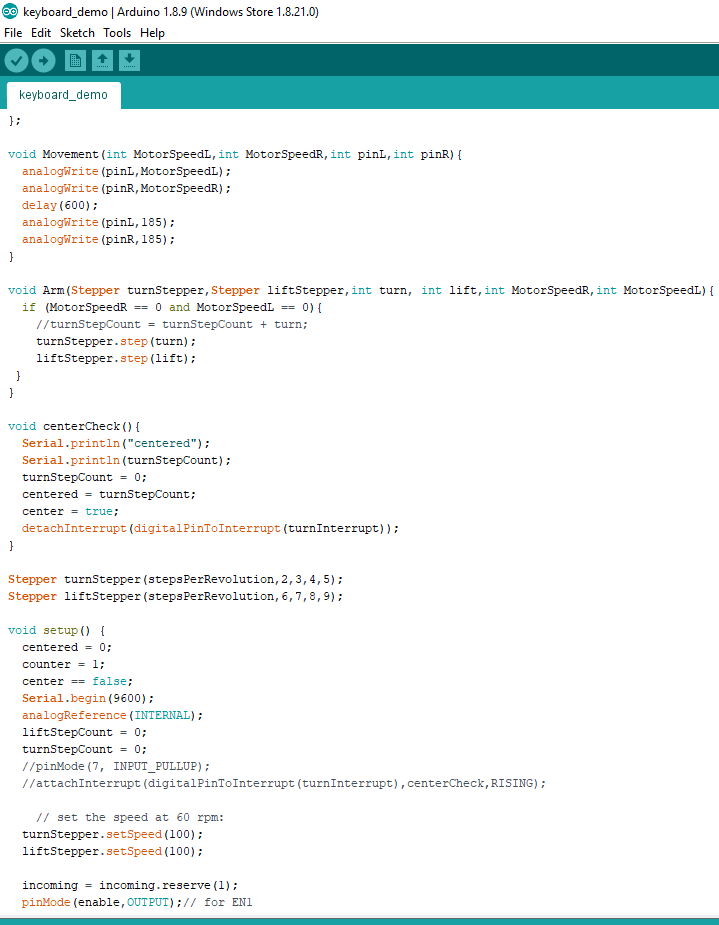 keyboard_demo | Arduino 1.8.9 (Windows Store 1.8.21.0)
File Edit Sketch Tools Help
keyboard_demo
};

void Movement(int MotorSpeedL,int MotorSpeedR,int pinL,int pinR){
  analogWrite(pinL,MotorSpeedL);
  analogWrite(pinR,MotorSpeedR);
  delay(600);
  analogWrite(pinL,185);
  analogWrite(pinR,185);
}

void Arm(Stepper turnStepper,Stepper liftStepper,int turn, int lift,int MotorSpeedR,int MotorSpeedL){
  if (MotorSpeedR == 0 and MotorSpeedL == 0){
    //turnStepCount = turnStepCount + turn;
    turnStepper.step(turn);
    liftStepper.step(lift);
 }
}

void centerCheck(){
  Serial.println("centered");
  Serial.println(turnStepCount);
  turnStepCount = 0;
  centered = turnStepCount;
  center = true;
  detachInterrupt(digitalPinToInterrupt(turnInterrupt));
}

Stepper turnStepper(stepsPerRevolution,2,3,4,5);
Stepper liftStepper(stepsPerRevolution,6,7,8,9);

void setup() {
  centered = 0;
  counter = 1;
  center == false;
  Serial.begin(9600);
  analogReference(INTERNAL);
  liftStepCount = 0;
  turnStepCount = 0;
  //pinMode(7, INPUT_PULLUP);
  //attachInterrupt(digitalPinToInterrupt(turnInterrupt),centerCheck,RISING);

    // set the speed at 60 rpm:
  turnStepper.setSpeed(100);
  liftStepper.setSpeed(100);

  incoming = incoming.reserve(1);
  pinMode(enable,OUTPUT);// for EN1